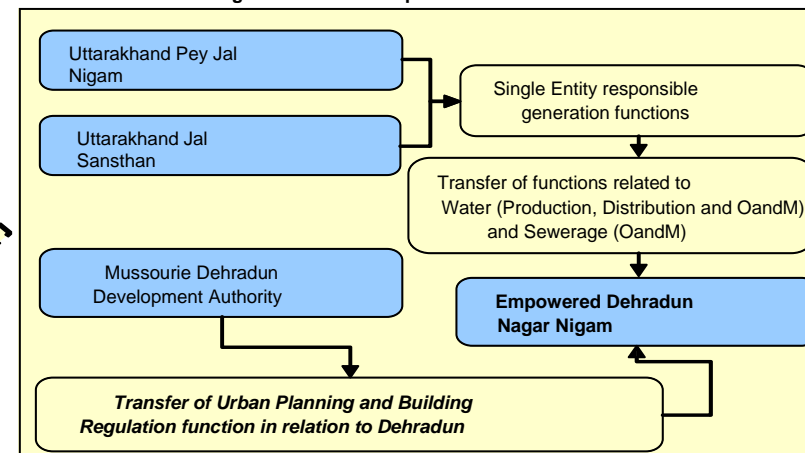 Uttarakhand Pey Jal
Nigam
Single Entity responsible
generation functions
Uttarakhand Jal
Sansthan
Transfer of functions related to
Water (Production, Distribution and OandM)
and Sewerage (OandM)
Mussourie Dehradun
Development Authority
Empowered Dehradun
Nagar Nigam
Transfer of Urban Planning and Building
Regulation function in relation to Dehradun